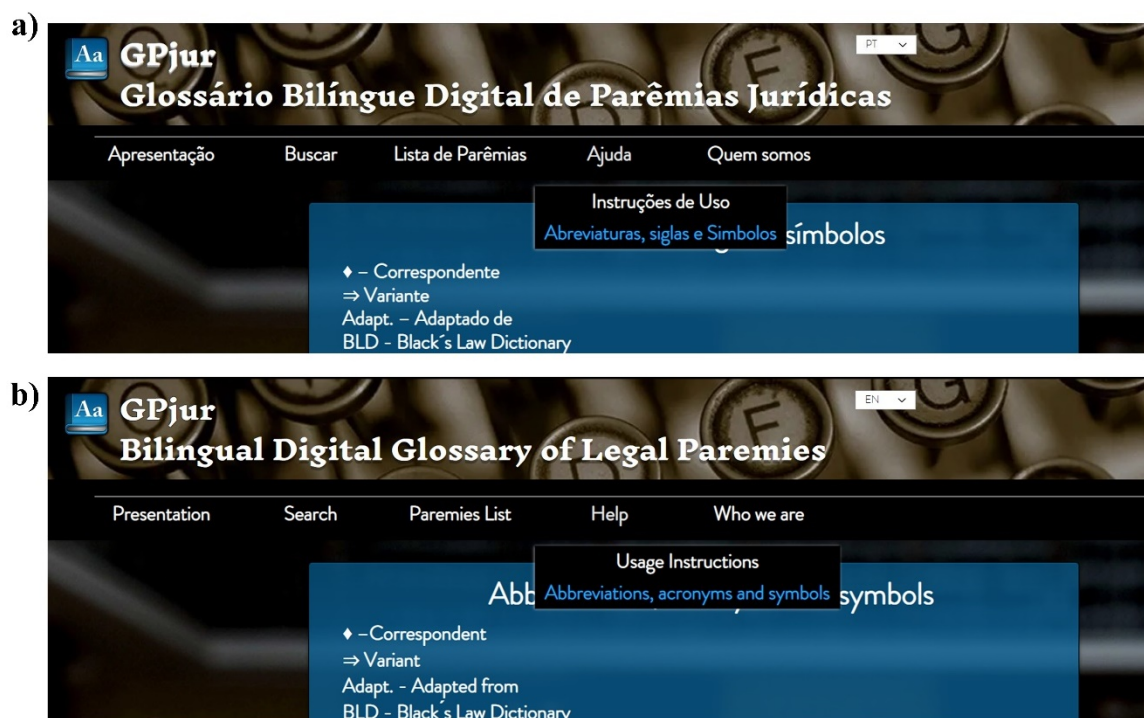 a)
Aa GPjur
PT
Glossário Bilíngue Digital de Parêmias Jurídicas
Apresentação Buscar Lista de Parêmias Ajuda Quem somos
Instruções de Uso
Abreviaturas, siglas e Simbolos símbolos
♦ – Correspondente
⇒ Variante
Adapt. – Adaptado de
BLD - Black´s Law Dictionary
b)
Aa GPjur
EN
Bilingual Digital Glossary of Legal Paremies
Presentation Search Paremies List Help Who we are
Usage Instructions
Abb Abbreviations, acronyms and symbols symbols
♦ –Correspondent
⇒ Variant
Adapt. - Adapted from
BLD - Black´s Law Dictionary